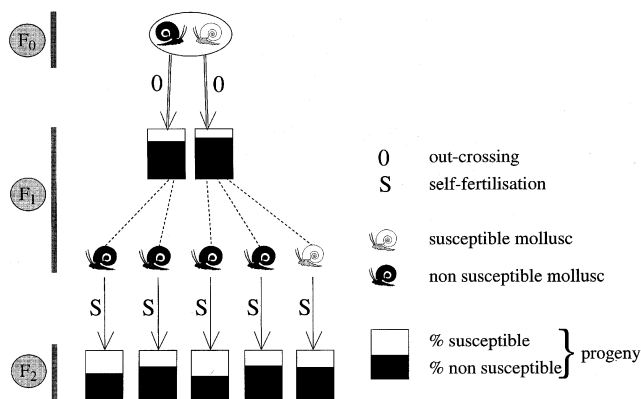 F0
0 0
F1
0 out-crossing
S self-fertilisation
susceptible mollusc
non susceptible mollusc
S S S S S
F2
% susceptible
% non susceptible
progeny